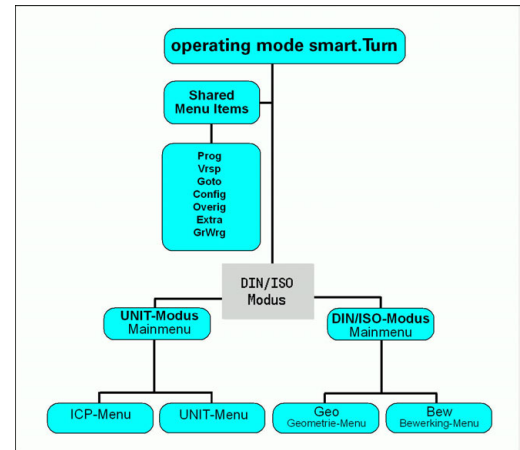 operating mode smart.Turn
Shared
Menu Items
Prog
Vrsp
Goto
Config
Overig
Extra
GrWrg
DIN/ISO
Modus
UNIT-Modus
Mainmenu
DIN/ISO-Modus
Mainmenu
ICP-Menu
UNIT-Menu
Geo
Geometrie-Menu
Bew
Bewerking-Menu